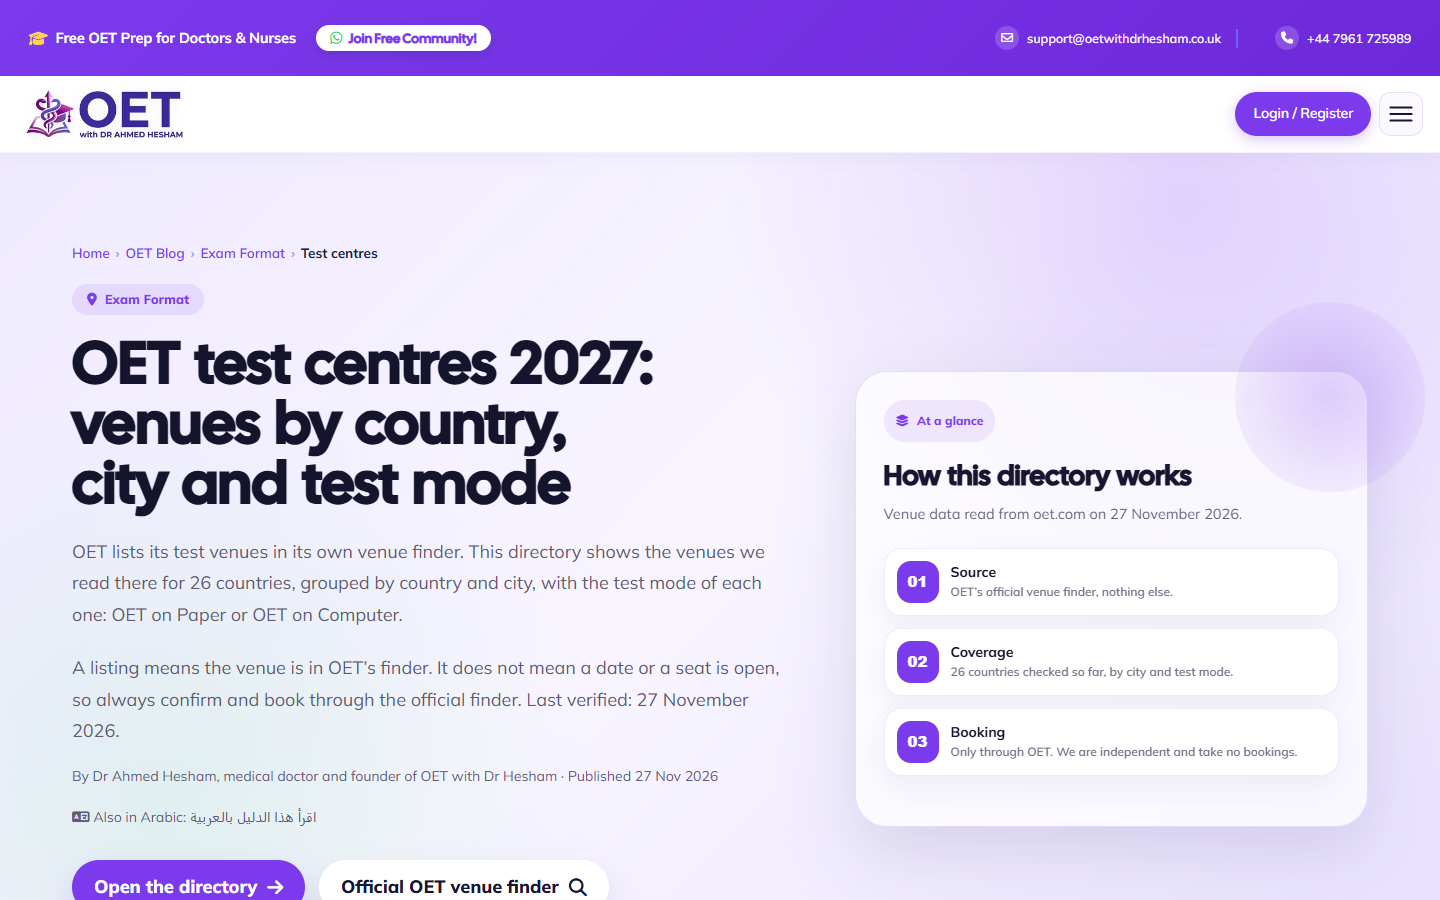 Free OET Prep for Doctors & Nurses
Join Free Community!
support@oetwithdrhesham.co.uk
+44 7961 725989
OET
with DR AHMED HESHAM
Login / Register
Home › OET Blog › Exam Format › Test centres
Exam Format
OET test centres 2027:
venues by country,
city and test mode
OET lists its test venues in its own venue finder. This directory shows the venues we
read there for 26 countries, grouped by country and city, with the test mode of each
one: OET on Paper or OET on Computer.
A listing means the venue is in OET's finder. It does not mean a date or a seat is open,
so always confirm and book through the official finder. Last verified: 27 November
2026.
By Dr Ahmed Hesham, medical doctor and founder of OET with Dr Hesham · Published 27 Nov 2026
Also in Arabic: اقرأ هذا الدليل بالعربية
Open the directory
Official OET venue finder
At a glance
How this directory works
Venue data read from oet.com on 27 November 2026.
01
Source
OET's official venue finder, nothing else.
02
Coverage
26 countries checked so far, by city and test mode.
03
Booking
Only through OET. We are independent and take no bookings.